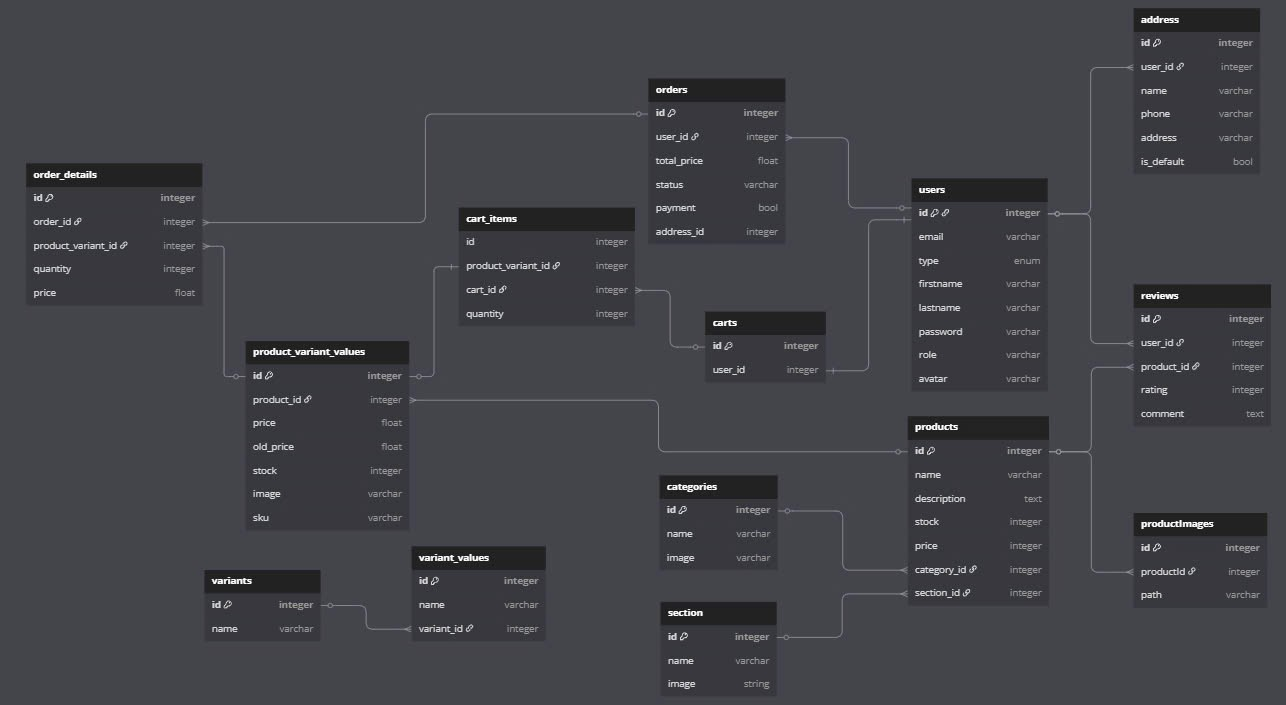 address
id integer
user_id integer
name varchar
phone varchar
address varchar
is_default bool
orders
id integer
user_id integer
total_price float
status varchar
payment bool
address_id integer
order_details
id integer
order_id integer
product_variant_id integer
quantity integer
price float
users
id integer
email varchar
type enum
firstname varchar
lastname varchar
password varchar
role varchar
avatar varchar
cart_items
id integer
product_variant_id integer
cart_id integer
quantity integer
carts
id integer
user_id integer
reviews
id integer
user_id integer
product_id integer
rating integer
comment text
product_variant_values
id integer
product_id integer
price float
old_price float
stock integer
image varchar
sku varchar
products
id integer
name varchar
description text
stock integer
price integer
category_id integer
section_id integer
categories
id integer
name varchar
image varchar
productImages
id integer
productId integer
path varchar
variant_values
id integer
name varchar
variant_id integer
variants
id integer
name varchar
section
id integer
name varchar
image string